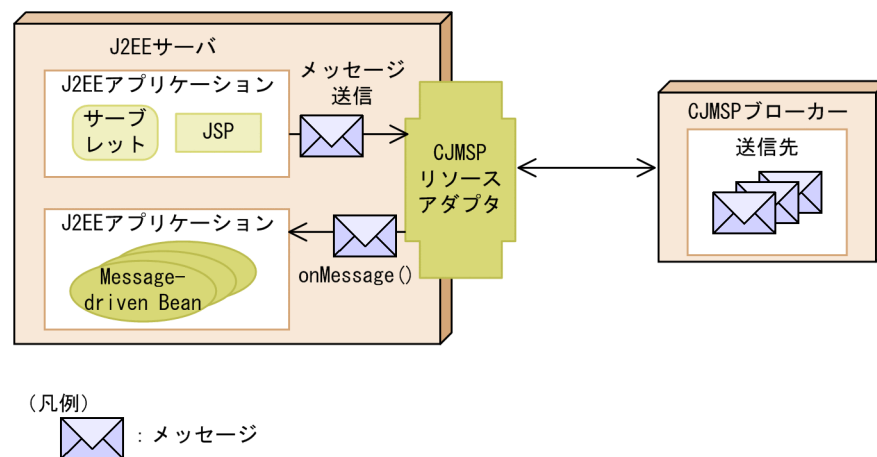 J2EEサーバ
J2EEアプリケーション
サーブ
レット
JSP
メッセージ
送信
CJMSP
リソース
アダプタ
CJMSPブローカー
送信先
J2EEアプリケーション
Message-
driven Bean
onMessage()
(凡例)
：メッセージ